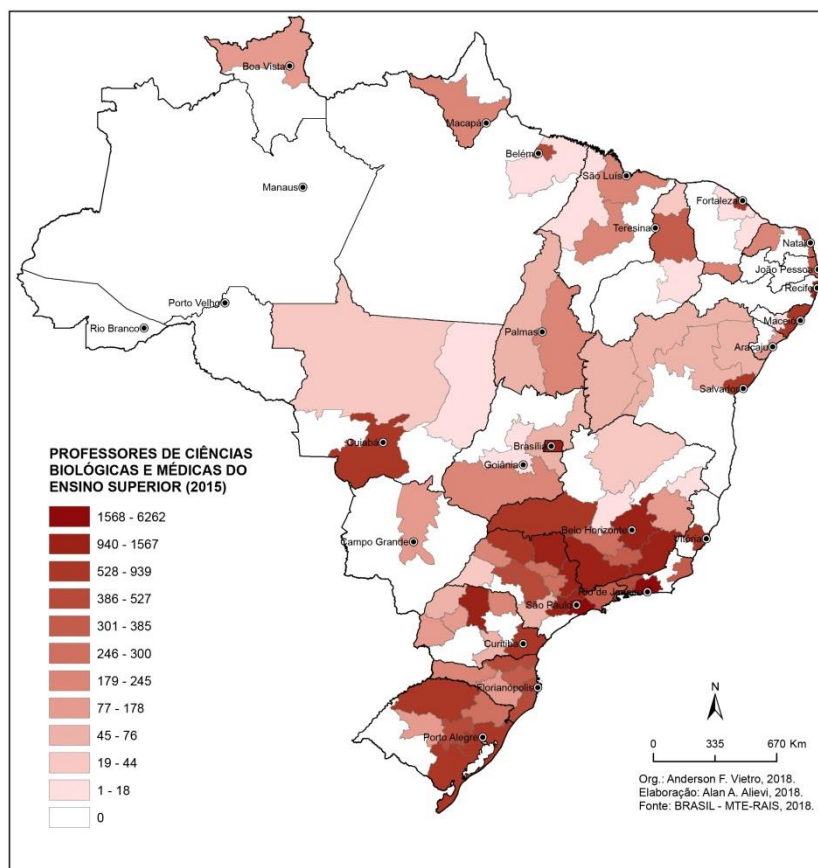 Boa Vista
Macapá
Belém
São Luís
Manaus
Fortaleza
Teresina
Natal
João Pessoa
Recife
Porto Velho
Rio Branco
Maceió
Palmas
Aracaju
Salvador
Cuiabá
Brasília
Goiânia
PROFESSORES DE CIÊNCIAS
BIOLÓGICAS E MÉDICAS DO
ENSINO SUPERIOR (2015)
1568 - 6262
940 - 1567
528 - 939
386 - 527
301 - 385
246 - 300
179 - 245
77 - 178
45 - 76
19 - 44
1 - 18
0
Belo Horizonte
Vitória
Campo Grande
Rio de Janeiro
São Paulo
Curitiba
Florianópolis
Porto Alegre
N
0 335 670 Km
Org.: Anderson F. Vietro, 2018.
Elaboração: Alan A. Alievi, 2018.
Fonte: BRASIL - MTE-RAIS, 2018.